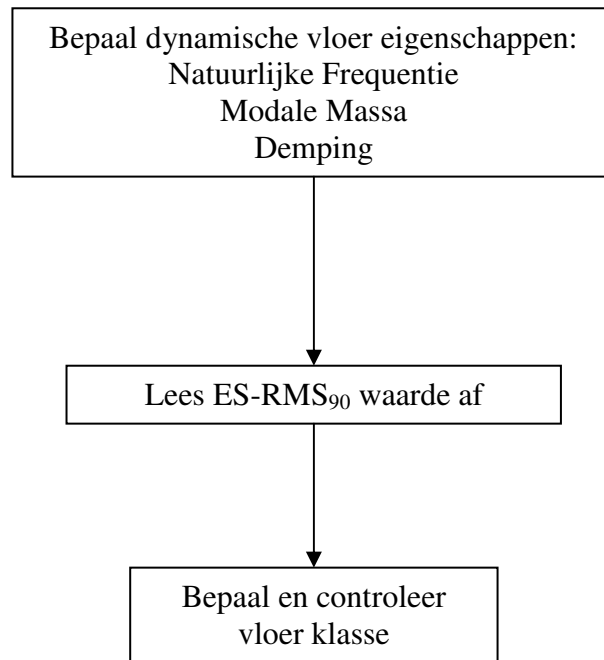 Bepaal dynamische vloer eigenschappen:
Natuurlijke Frequentie
Modale Massa
Demping
Lees ES-RMS₉₀ waarde af
Bepaal en controleer
vloer klasse